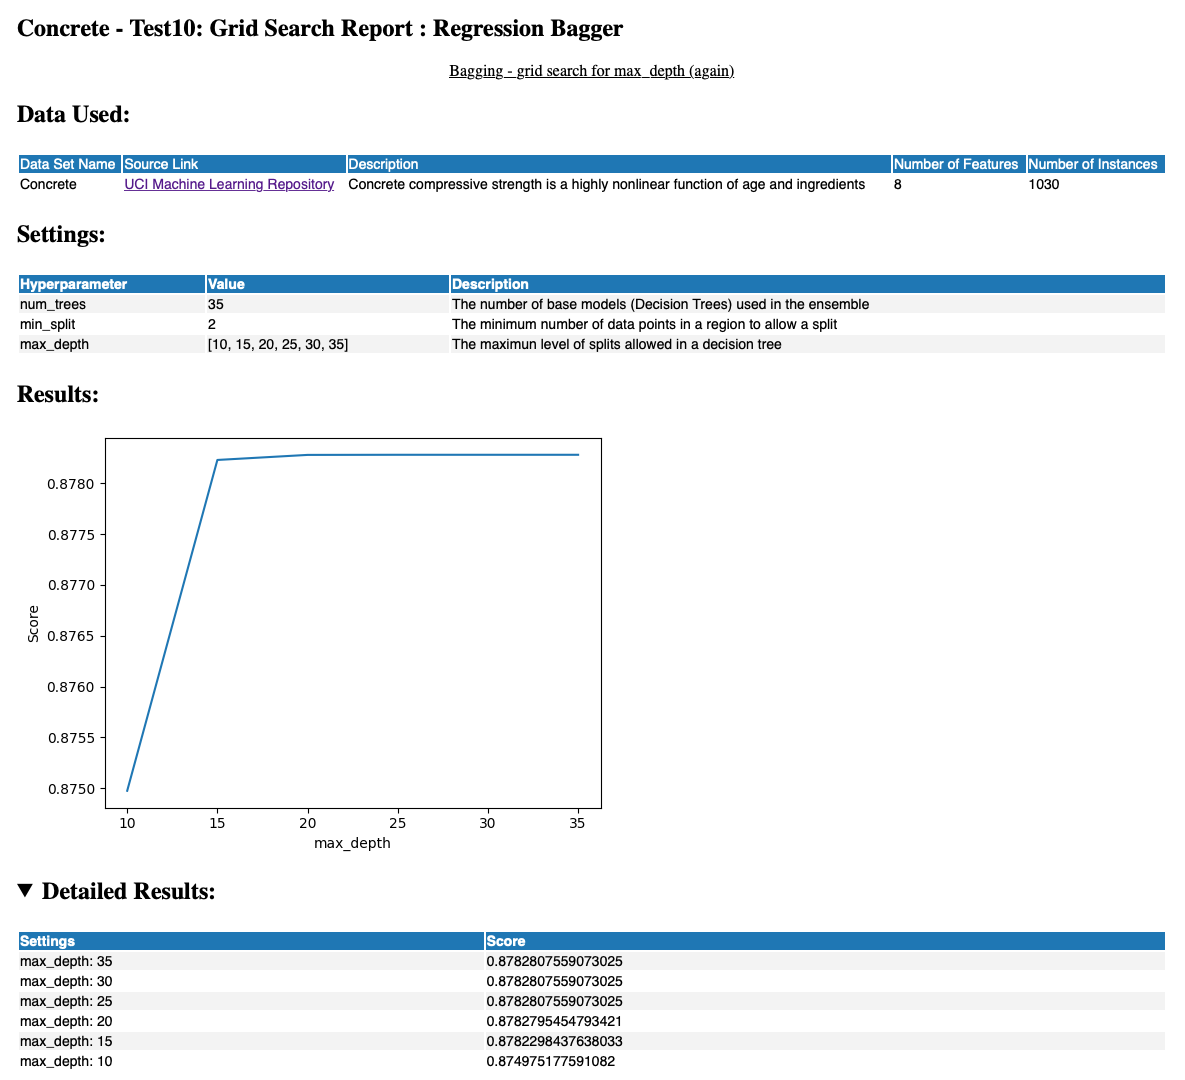 Concrete - Test10: Grid Search Report : Regression Bagger
Bagging - grid search for max_depth (again)
Data Used:
Data Set Name Source Link Description Number of Features Number of Instances
Concrete UCI Machine Learning Repository Concrete compressive strength is a highly nonlinear function of age and ingredients 8 1030
Settings:
Hyperparameter Value Description
num_trees 35 The number of base models (Decision Trees) used in the ensemble
min_split 2 The minimum number of data points in a region to allow a split
max_depth [10, 15, 20, 25, 30, 35] The maximun level of splits allowed in a decision tree
Results:
0.8780
0.8775
0.8770
0.8765
0.8760
0.8755
0.8750
Score
10 15 20 25 30 35
max_depth
▼ Detailed Results:
Settings Score
max_depth: 35 0.8782807559073025
max_depth: 30 0.8782807559073025
max_depth: 25 0.8782807559073025
max_depth: 20 0.8782795454793421
max_depth: 15 0.8782298437638033
max_depth: 10 0.874975177591082